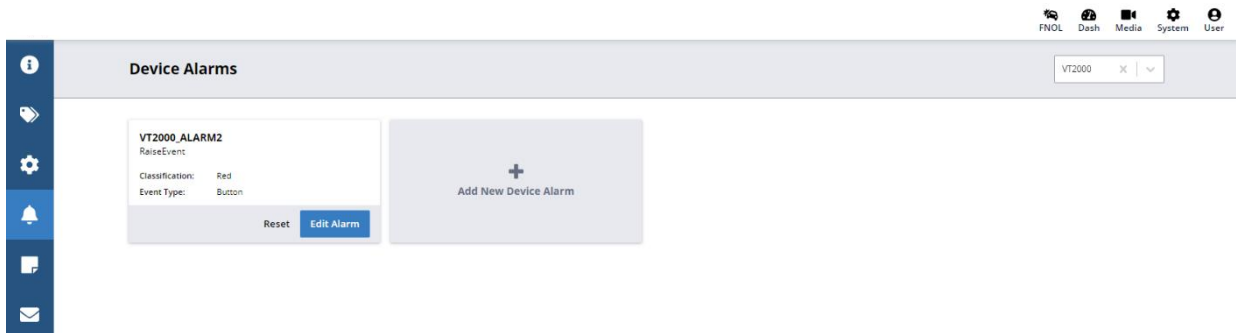 FNOL Dash Media System User
Device Alarms
VT2000
VT2000_ALARM2
RaiseEvent
Classification: Red
Event Type: Button
Reset Edit Alarm
Add New Device Alarm